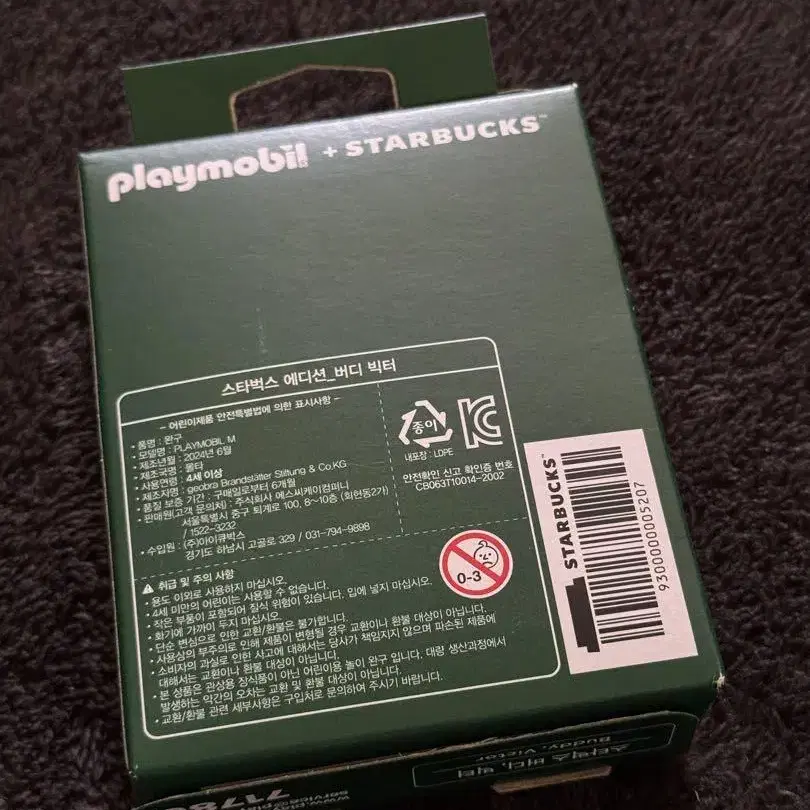 playmobil + STARBUCKS™
스타벅스 에디션_버디 빅터
- 어린이제품 안전특별법에 의한 표시사항 -
• 품명 : 완구
• 모델명 : PLAYMOBIL M
• 제조년월 : 2024년 6월
• 제조국명 : 몰타
• 사용연령 : 4세 이상
• 제조자명 : geobra Brandstätter Stiftung & Co.KG
• 품질 보증 기간 : 구매일로부터 6개월
• 판매원(고객 문의처) : 주식회사 에스씨케이컴퍼니
서울특별시 중구 퇴계로 100, 8~10층 (회현동2가)
/ 1522-3232
• 수입원 : (주)아이큐박스
경기도 하남시 고골로 329 / 031-794-9898
종이
내포장 : LDPE
안전확인 신고 확인증 번호
CB063T10014-2002
0-3
⚠ 취급 및 주의 사항
• 용도 이외로 사용하지 마십시오.
• 4세 미만의 어린이는 사용할 수 없습니다.
• 작은 부품이 포함되어 질식 위험이 있습니다. 입에 넣지 마십시오.
• 화기에 가까이 두지 마십시오.
• 단순 변심으로 인한 교환/환불은 불가합니다.
• 사용상의 부주의로 인해 제품이 변형될 경우 교환이나 환불 대상이 아닙니다.
• 소비자의 과실로 인한 사고에 대해서는 당사가 책임지지 않으며 파손된 제품에
대해서는 교환이나 환불 대상이 아닙니다.
• 본 상품은 관상용 장식품이 아닌 어린이용 놀이 완구 입니다. 대량 생산과정에서
발생하는 약간의 오차는 교환 및 환불 대상이 아닙니다.
• 교환/환불 관련 세부사항은 구입처로 문의하여 주시기 바랍니다.
STARBUCKS™
9300000005207
스타벅스 버디, 빅터
Buddy, Victor